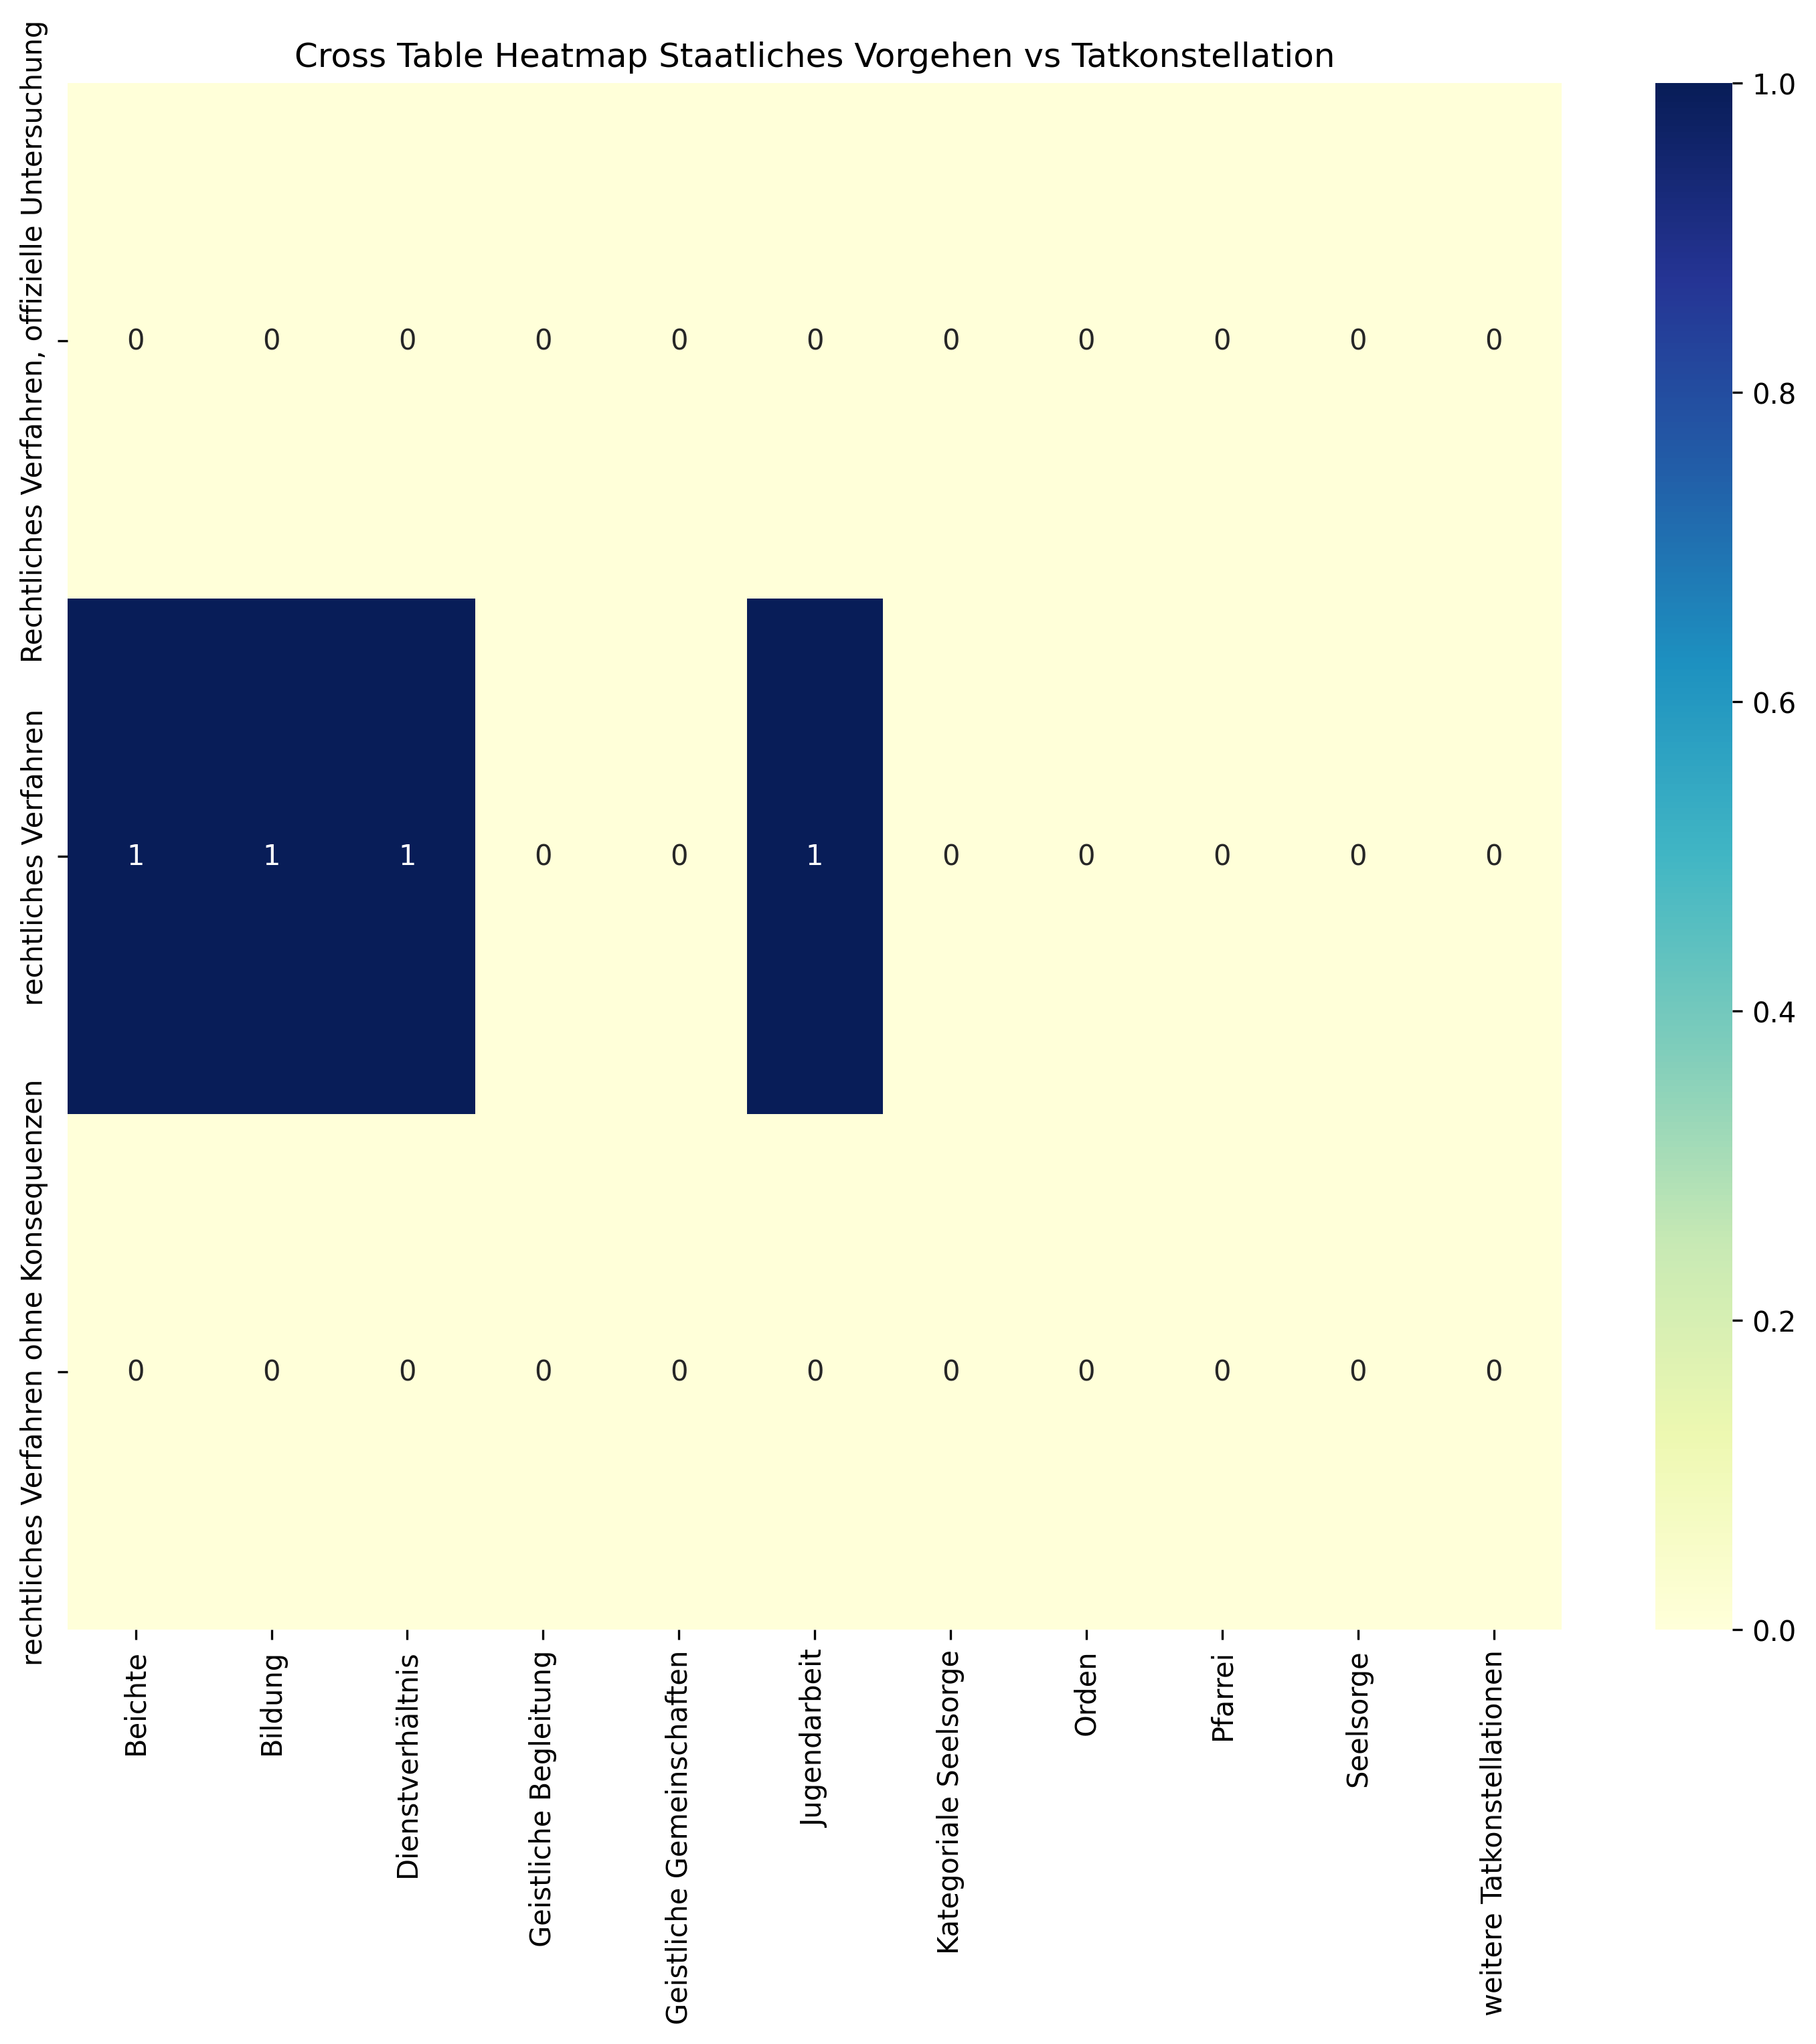 Cross Table Heatmap Staatliches Vorgehen vs Tatkonstellation
Rechtliches Verfahren, offizielle Untersuchung
0 0 0 0 0 0 0 0 0 0 0
rechtliches Verfahren
1 1 1 0 0 1 0 0 0 0 0
rechtliches Verfahren ohne Konsequenzen
0 0 0 0 0 0 0 0 0 0 0
Beichte
Bildung
Dienstverhältnis
Geistliche Begleitung
Geistliche Gemeinschaften
Jugendarbeit
Kategoriale Seelsorge
Orden
Pfarrei
Seelsorge
weitere Tatkonstellationen
1.0
0.8
0.6
0.4
0.2
0.0